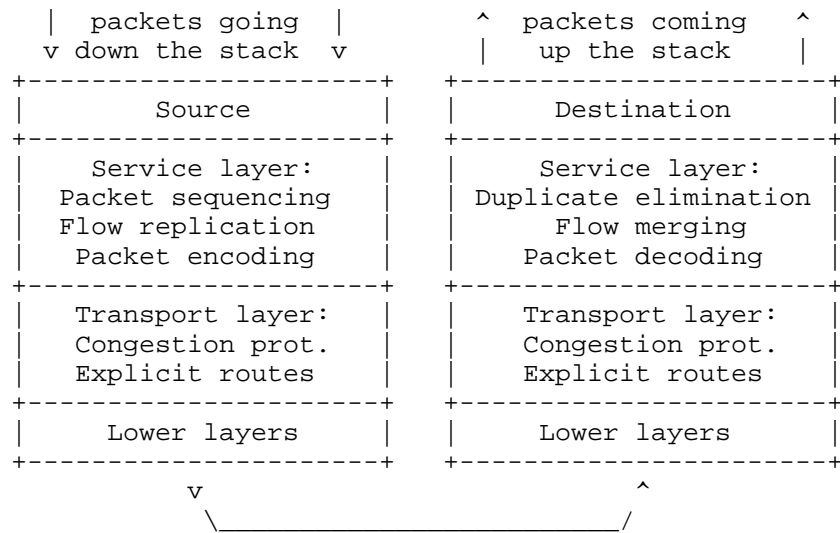 |  packets going  |        ^  packets coming   ^
v down the stack  v        |   up the stack    |
+----------------------+   +-----------------------+
|        Source        |   |      Destination      |
+----------------------+   +-----------------------+
|    Service layer:    |   |     Service layer:    |
|  Packet sequencing   |   | Duplicate elimination |
|  Flow replication    |   |      Flow merging     |
|   Packet encoding    |   |    Packet decoding    |
+----------------------+   +-----------------------+
|   Transport layer:   |   |    Transport layer:   |
|   Congestion prot.   |   |    Congestion prot.   |
|   Explicit routes    |   |    Explicit routes    |
+----------------------+   +-----------------------+
|     Lower layers     |   |     Lower layers      |
+----------------------+   +-----------------------+
v                           ^
\_________________________/